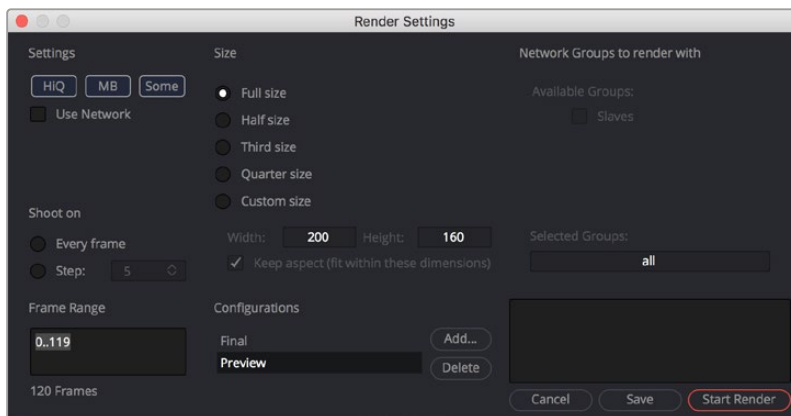 Render Settings
Settings
HiQ MB Some
Use Network
Size
Full size
Half size
Third size
Quarter size
Custom size
Width: 200 Height: 160
Keep aspect (fit within these dimensions)
Network Groups to render with
Available Groups:
Slaves
Selected Groups:
all
Shoot on
Every frame
Step: 5
Frame Range
0..119
120 Frames
Configurations
Final
Preview
Add...
Delete
Cancel Save Start Render